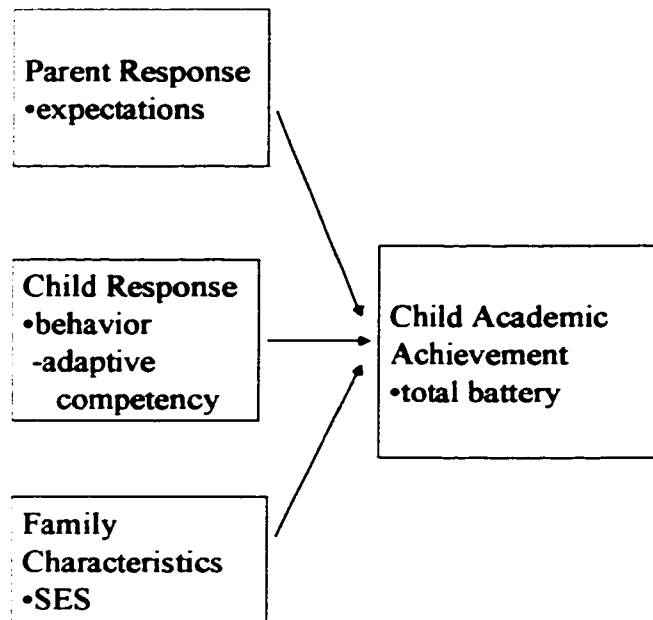 Parent Response
•expectations
Child Response
•behavior
-adaptive
competency
Child Academic
Achievement
•total battery
Family
Characteristics
•SES